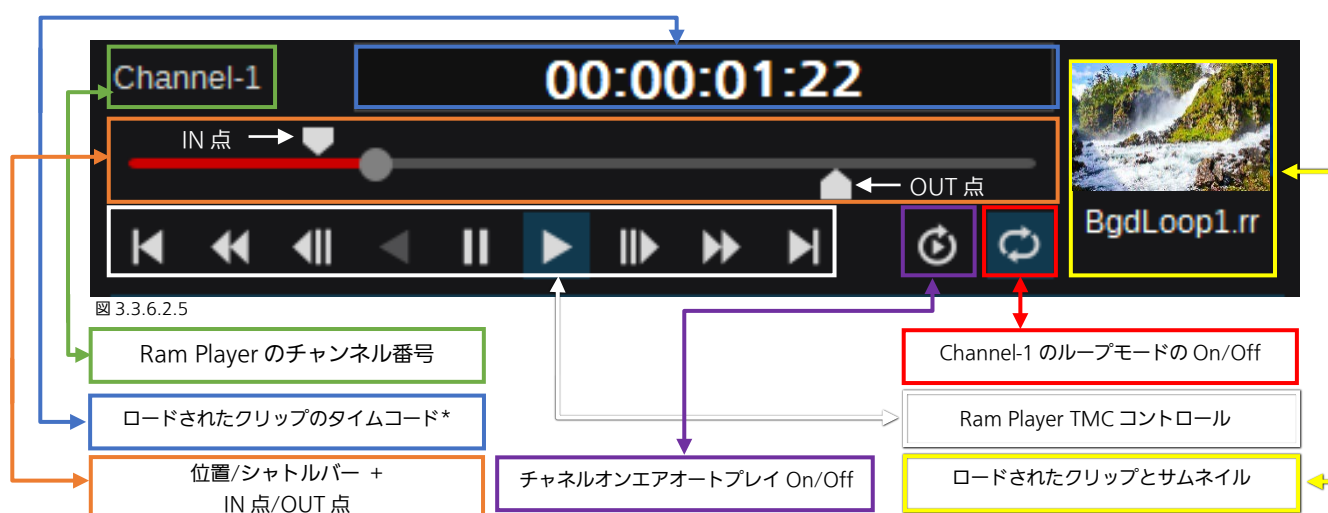 Channel-1
00:00:01:22
IN 点
OUT 点
BgdLoop1.rr
図 3.3.6.2.5
Ram Player のチャンネル番号
Channel-1 のループモードの On/Off
ロードされたクリップのタイムコード*
Ram Player TMC コントロール
位置/シャトルバー +
IN 点/OUT 点
チャネルオンエアオートプレイ On/Off
ロードされたクリップとサムネイル